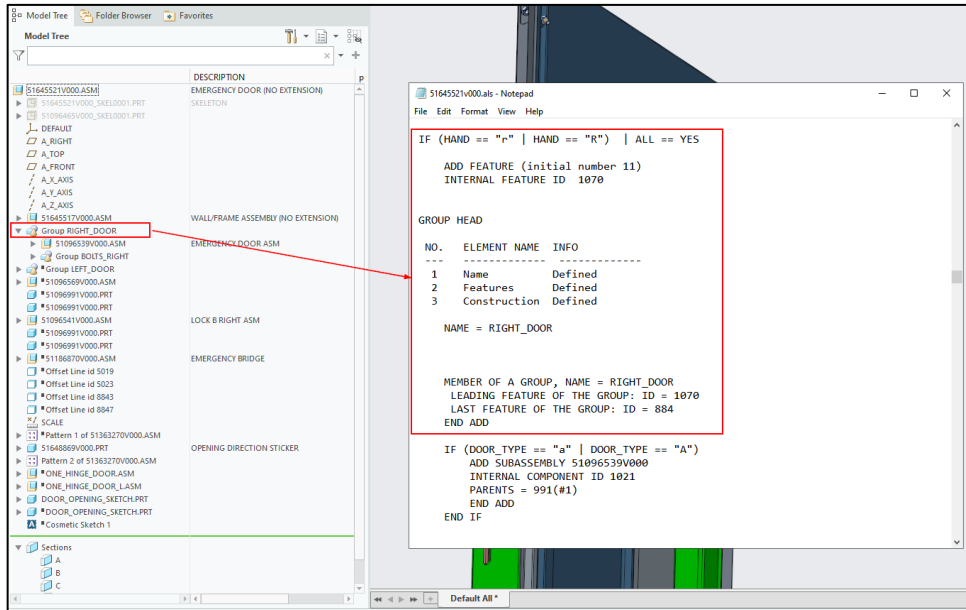 Model Tree
Folder Browser
Favorites
Model Tree
DESCRIPTION
p
51645521V000.ASM
EMERGENCY DOOR (NO EXTENSION)
51645521V000_SKEL0001.PRT
SKELETON
51096465V000_SKEL0001.PRT
DEFAULT
A_RIGHT
A_TOP
A_FRONT
A_X_AXIS
A_Y_AXIS
A_Z_AXIS
51645517V000.ASM
WALL/FRAME ASSEMBLY (NO EXTENSION)
Group RIGHT_DOOR
51096539V000.ASM
EMERGENCY DOOR ASM
Group BOLTS_RIGHT
Group LEFT_DOOR
51096569V000.ASM
51096991V000.PRT
51096991V000.PRT
51096541V000.ASM
LOCK B RIGHT ASM
51096991V000.PRT
51096991V000.PRT
51186870V000.ASM
EMERGENCY BRIDGE
Offset Line id 5019
Offset Line id 5023
Offset Line id 8843
Offset Line id 8847
SCALE
Pattern 1 of 51363270V000.ASM
51648869V000.PRT
OPENING DIRECTION STICKER
Pattern 2 of 51363270V000.ASM
ONE_HINGE_DOOR.ASM
ONE_HINGE_DOOR_L.ASM
DOOR_OPENING_SKETCH.PRT
DOOR_OPENING_SKETCH.PRT
Cosmetic Sketch 1
Sections
A
B
C
51645521v000.als - Notepad
File Edit Format View Help
IF (HAND == "r" | HAND == "R") | ALL == YES
ADD FEATURE (initial number 11)
INTERNAL FEATURE ID 1070
GROUP HEAD
NO. ELEMENT NAME INFO
--- ------------- -------------
1 Name Defined
2 Features Defined
3 Construction Defined
NAME = RIGHT_DOOR
MEMBER OF A GROUP, NAME = RIGHT_DOOR
LEADING FEATURE OF THE GROUP: ID = 1070
LAST FEATURE OF THE GROUP: ID = 884
END ADD
IF (DOOR_TYPE == "a" | DOOR_TYPE == "A")
ADD SUBASSEMBLY 51096539V000
INTERNAL COMPONENT ID 1021
PARENTS = 991(#1)
END ADD
END IF
Default All *